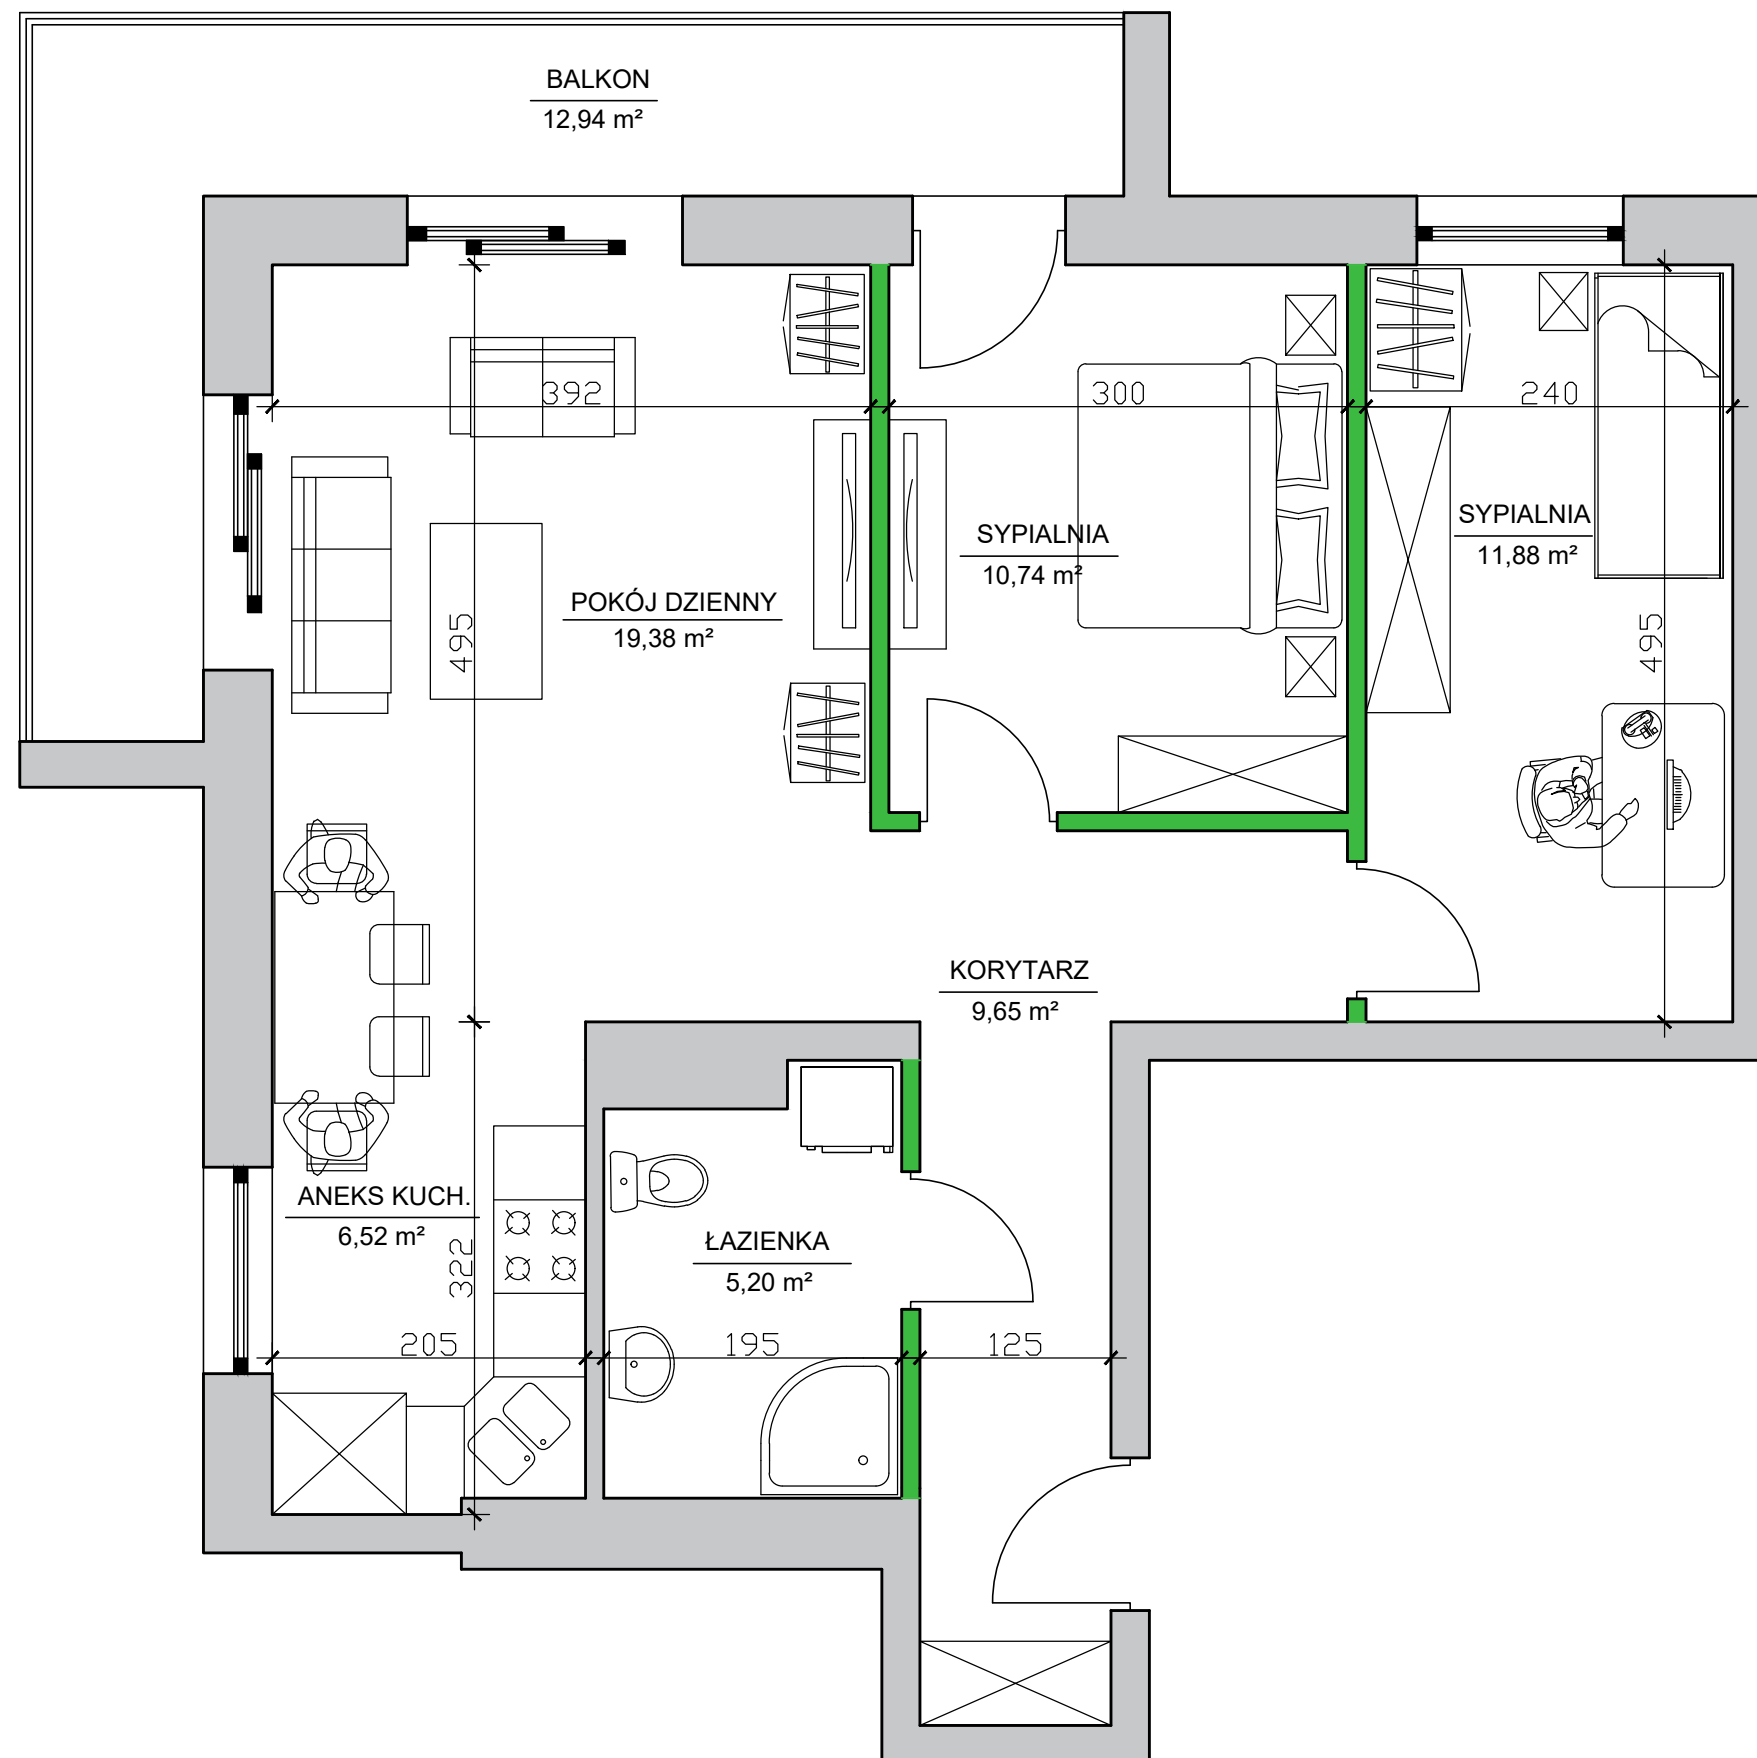 BALKON
12,94 m²
392
300
240
SYPIALNIA
10,74 m²
SYPIALNIA
11,88 m²
POKÓJ DZIENNY
19,38 m²
495
495
KORYTARZ
9,65 m²
ANEKS KUCH.
6,52 m²
ŁAZIENKA
5,20 m²
322
205
195
125